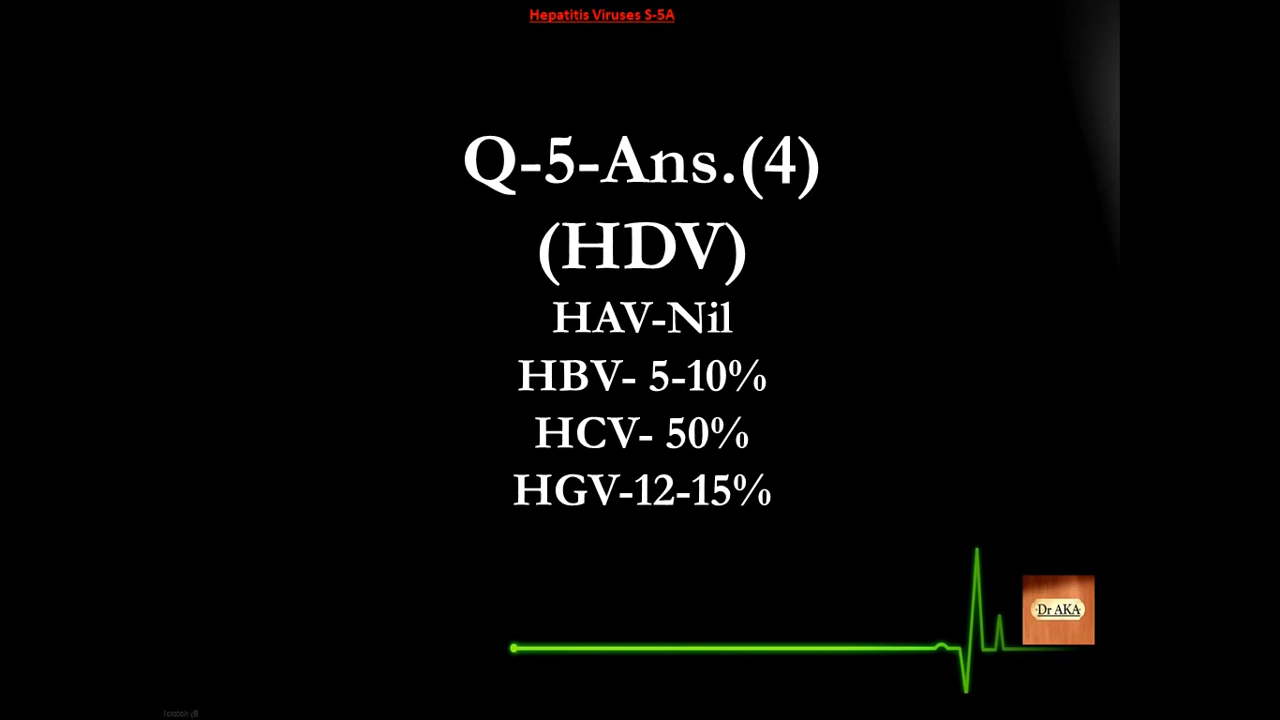 Hepatitis Viruses S-5A
Q-5-Ans.(4)
(HDV)
HAV-Nil
HBV- 5-10%
HCV- 50%
HGV-12-15%
Dr AKA